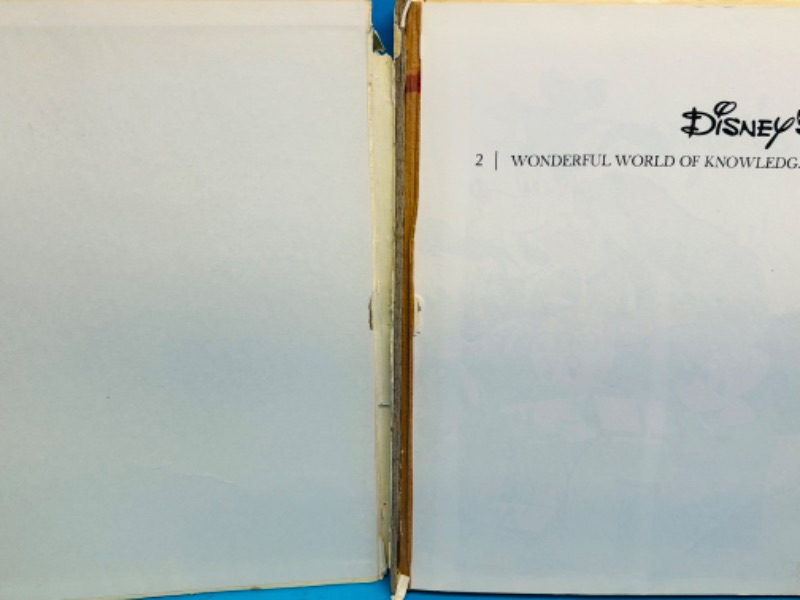 DISNEY'S
2 | WONDERFUL WORLD OF KNOWLEDG